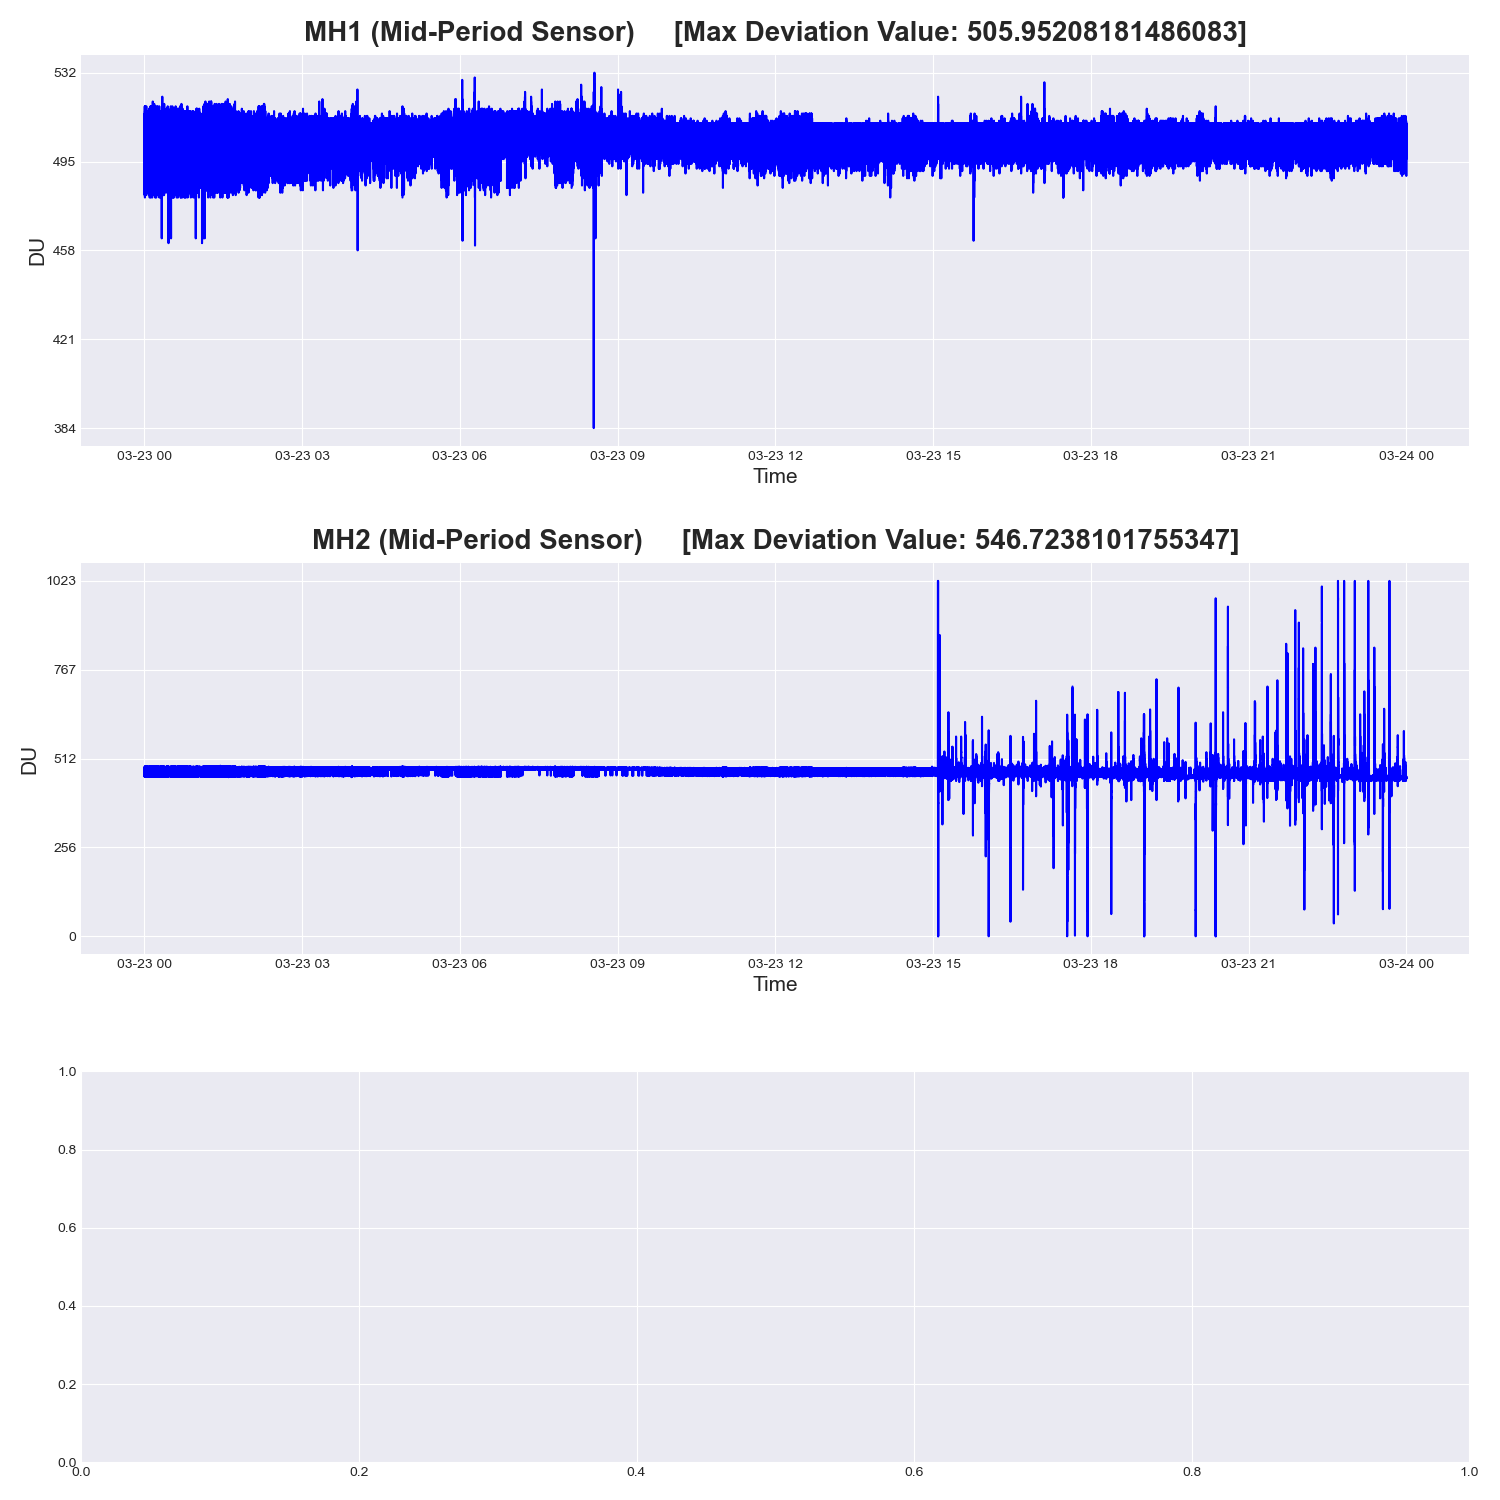 MH1 (Mid-Period Sensor) [Max Deviation Value: 505.95208181486083]
532
495
458
421
384
DU
03-23 00 03-23 03 03-23 06 03-23 09 03-23 12 03-23 15 03-23 18 03-23 21 03-24 00
Time
MH2 (Mid-Period Sensor) [Max Deviation Value: 546.7238101755347]
1023
767
512
256
0
DU
03-23 00 03-23 03 03-23 06 03-23 09 03-23 12 03-23 15 03-23 18 03-23 21 03-24 00
Time
1.0
0.8
0.6
0.4
0.2
0.0
0.0 0.2 0.4 0.6 0.8 1.0